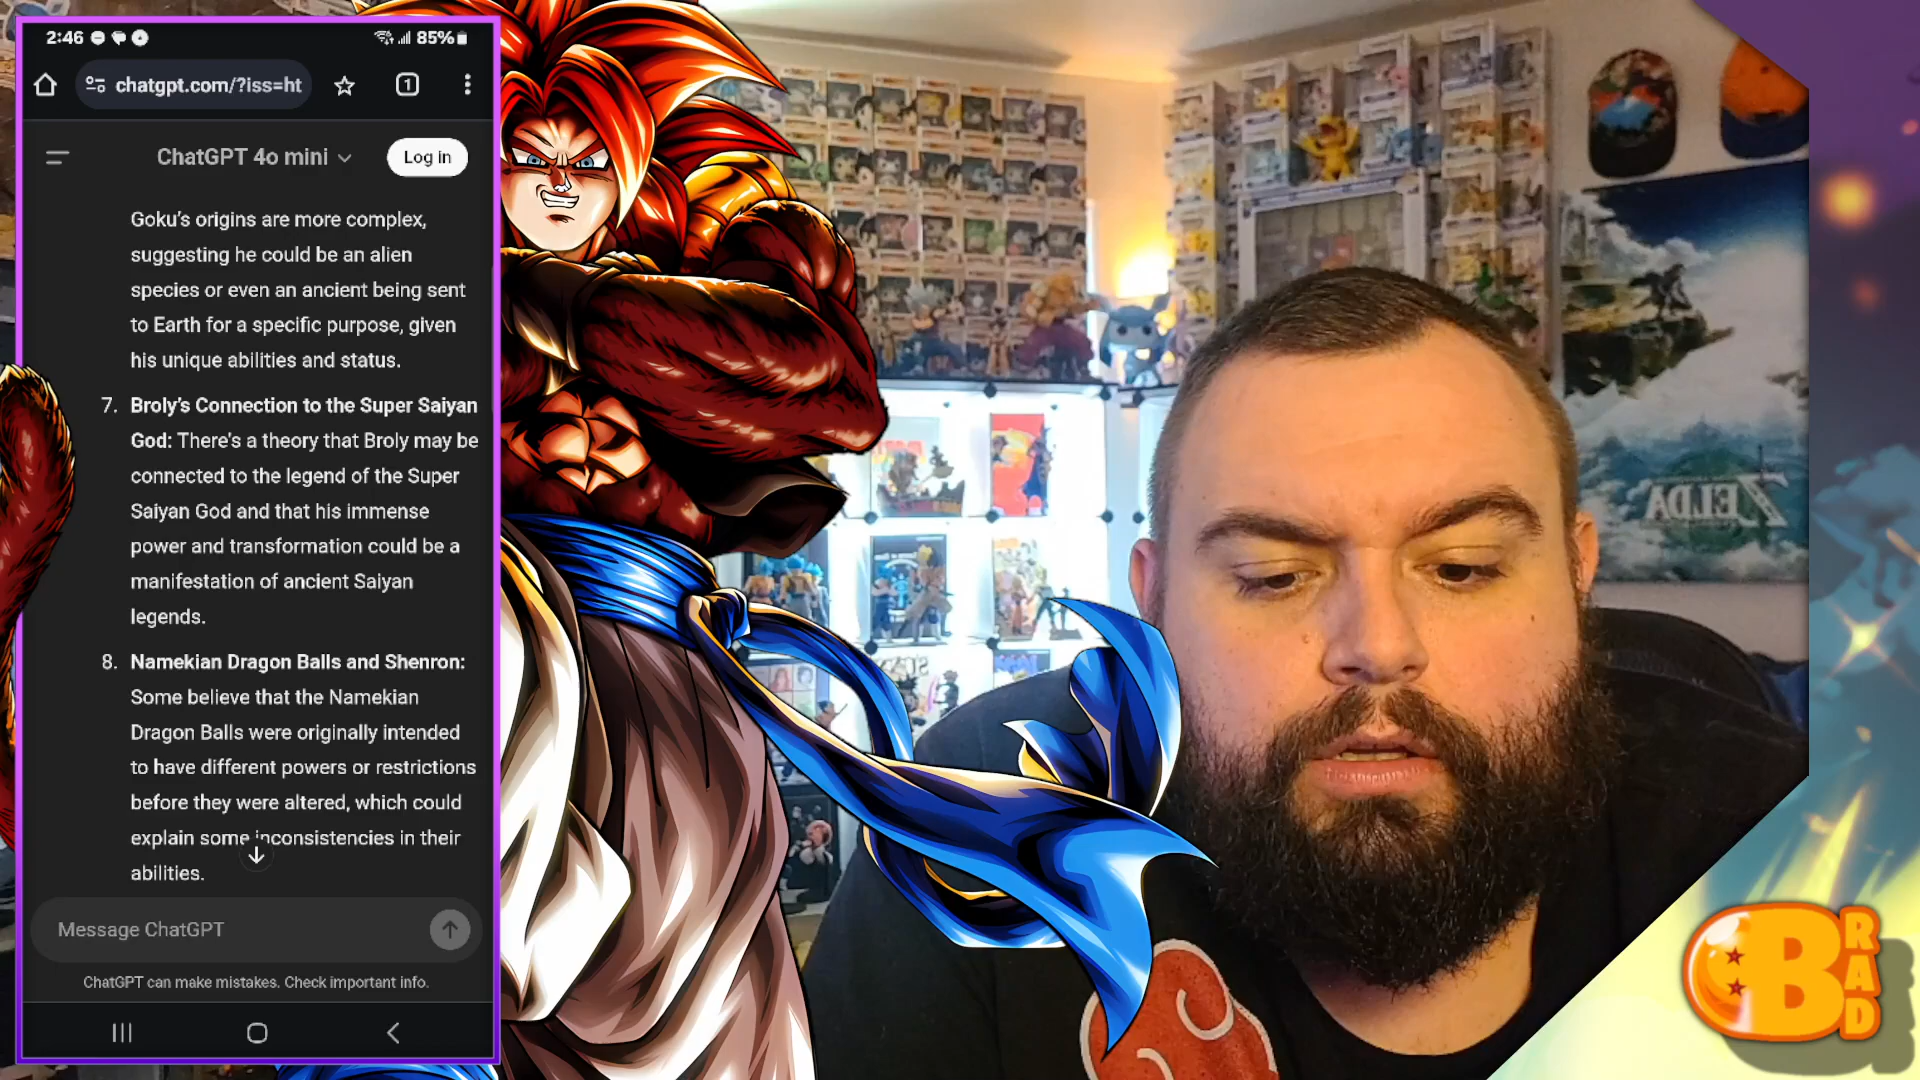 2:46
85%
chatgpt.com/?iss=ht
1
ChatGPT 4o mini
Log in
Goku's origins are more complex,
suggesting he could be an alien
species or even an ancient being sent
to Earth for a specific purpose, given
his unique abilities and status.
7. Broly's Connection to the Super Saiyan
God: There's a theory that Broly may be
connected to the legend of the Super
Saiyan God and that his immense
power and transformation could be a
manifestation of ancient Saiyan
legends.
8. Namekian Dragon Balls and Shenron:
Some believe that the Namekian
Dragon Balls were originally intended
to have different powers or restrictions
before they were altered, which could
explain some inconsistencies in their
abilities.
Message ChatGPT
ChatGPT can make mistakes. Check important info.
ZELDA
BRAD